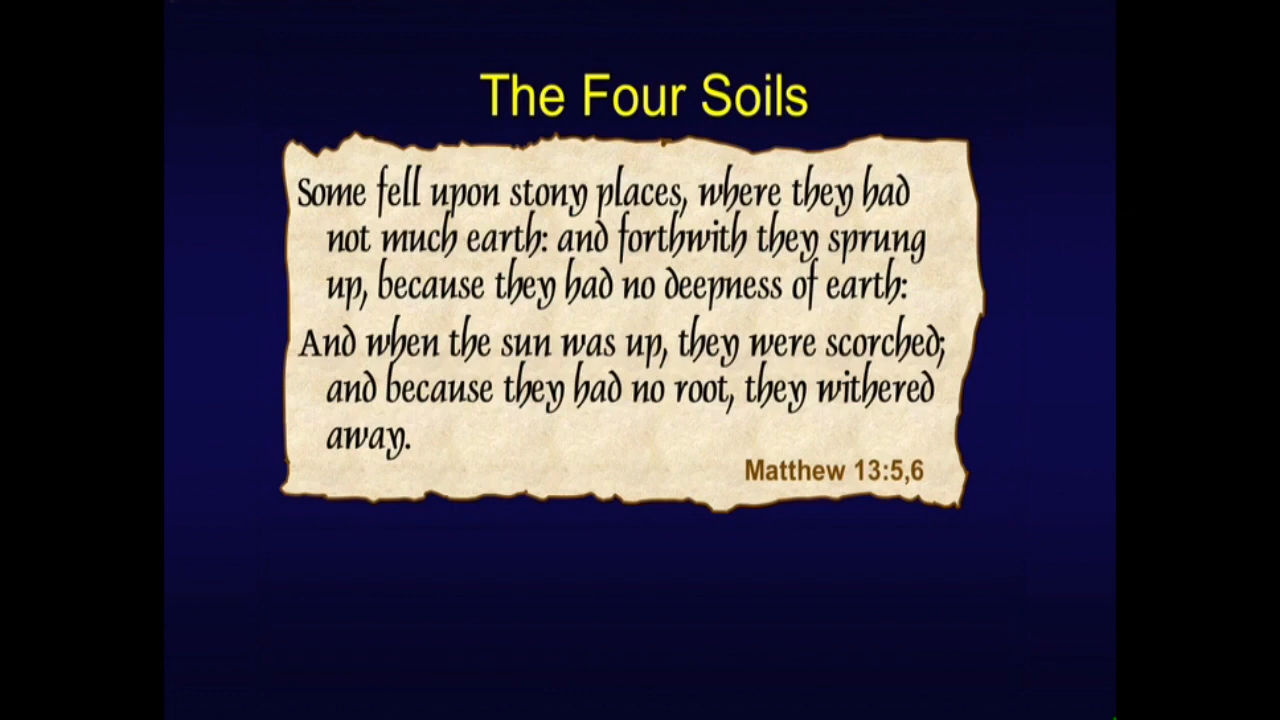 The Four Soils
Some fell upon stony places, where they had
not much earth: and forthwith they sprung
up, because they had no deepness of earth:
And when the sun was up, they were scorched;
and because they had no root, they withered
away.
Matthew 13:5,6